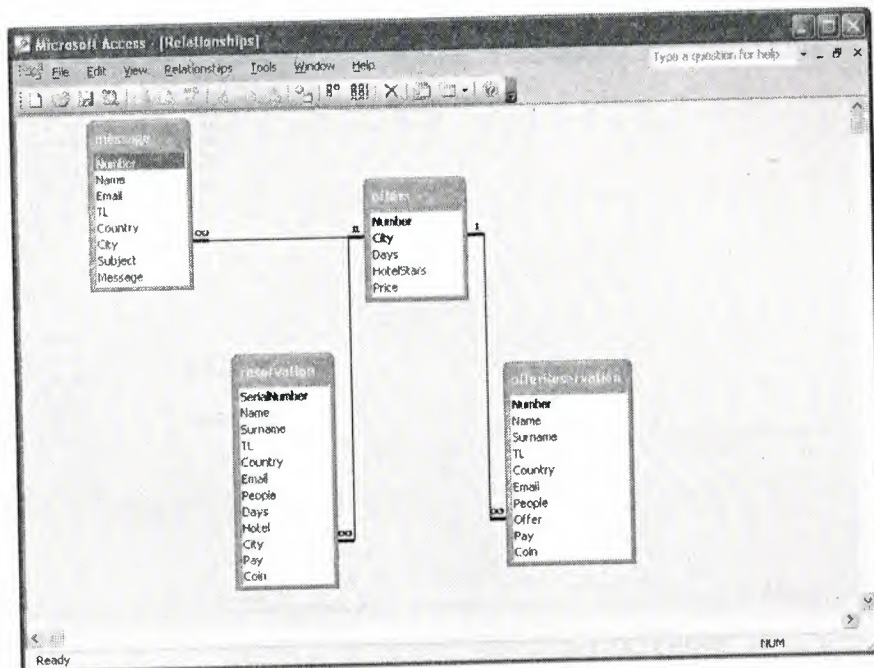 Microsoft Access - [Relationships]
Type a question for help
File Edit View Relationships Tools Window Help
message
Number
Name
Email
TL
Country
City
Subject
Message
∞
1
1
Number
City
Days
HotelStars
Price
reservation
SerialNumber
Name
Surname
TL
Country
Email
People
Days
Hotel
City
Pay
Coin
∞
Number
Name
Surname
TL
Country
Email
People
Offer
Pay
Coin
∞
Ready
NUM